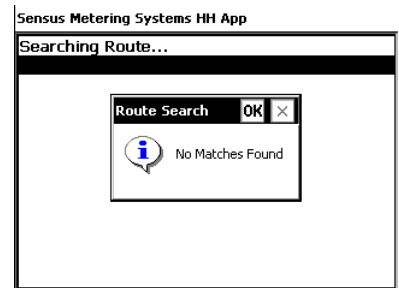 Sensus Metering Systems HH App
Searching Route...
Route Search OK ×
i
No Matches Found